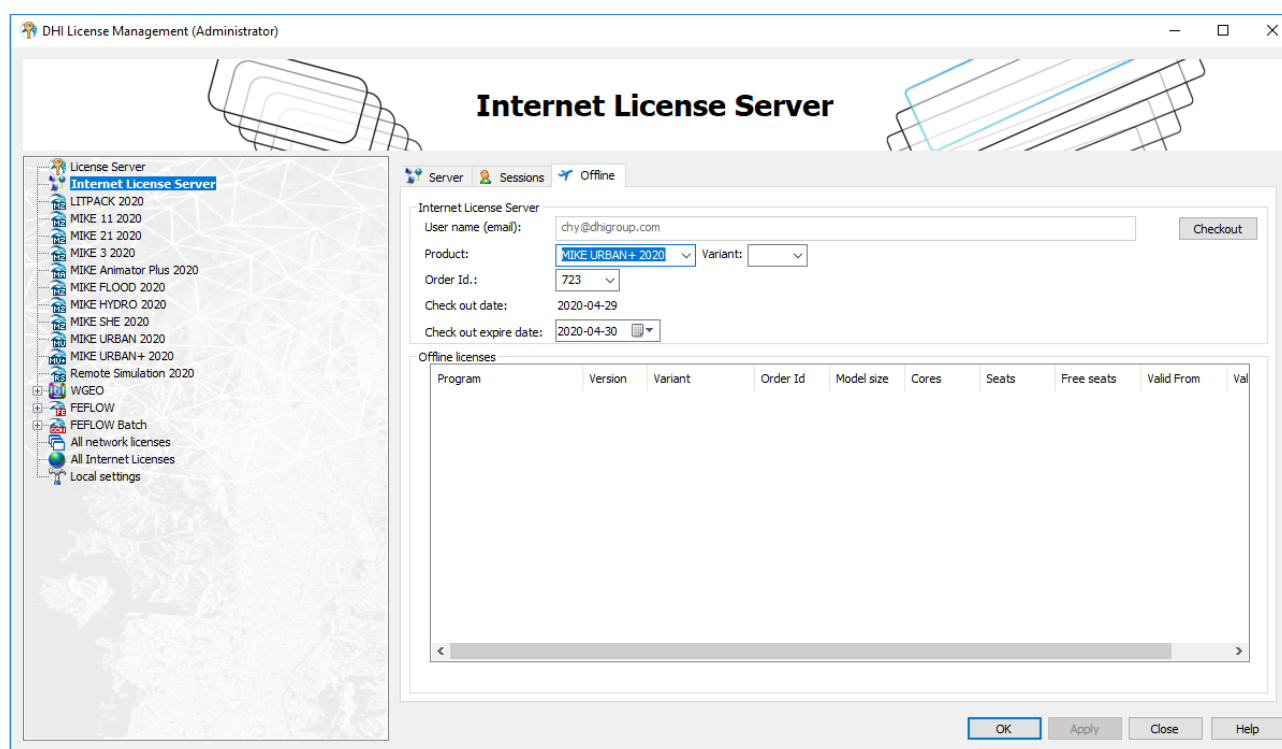 DHI License Management (Administrator)
Internet License Server
License Server
Internet License Server
LITPACK 2020
MIKE 11 2020
MIKE 21 2020
MIKE 3 2020
MIKE Animator Plus 2020
MIKE FLOOD 2020
MIKE HYDRO 2020
MIKE SHE 2020
MIKE URBAN 2020
MIKE URBAN+ 2020
Remote Simulation 2020
WGEO
FEFLOW
FEFLOW Batch
All network licenses
All Internet Licenses
Local settings
Server Sessions Offline
Internet License Server
User name (email): chy@dhigroup.com Checkout
Product: MIKE URBAN+ 2020 Variant:
Order Id.: 723
Check out date: 2020-04-29
Check out expire date: 2020-04-30
Offline licenses
Program Version Variant Order Id Model size Cores Seats Free seats Valid From Val
OK Apply Close Help